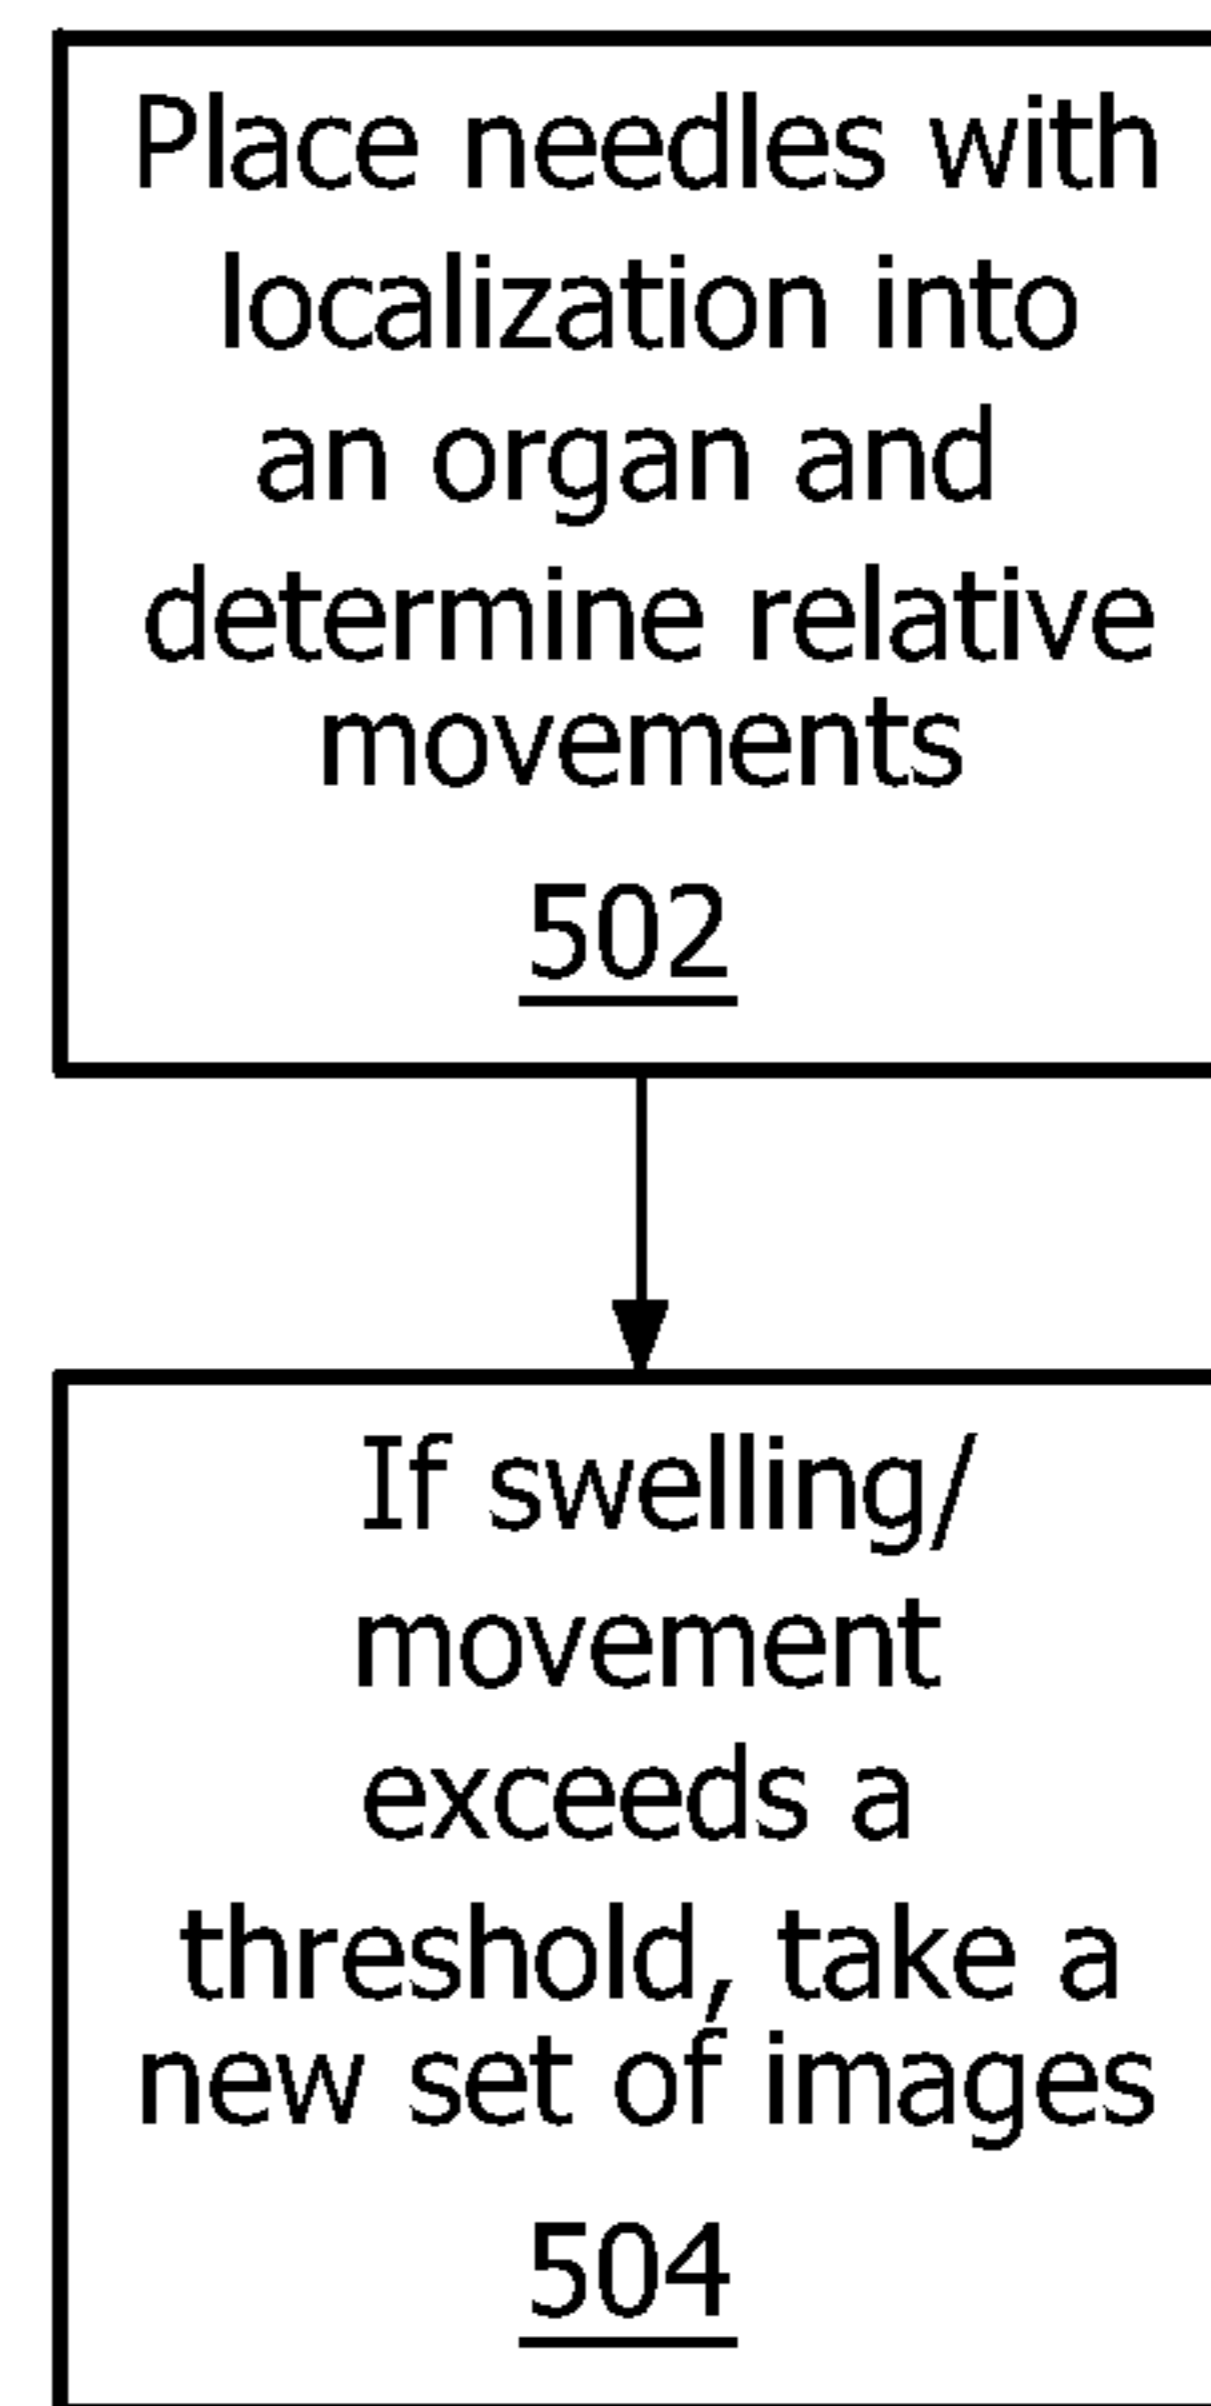 Place needles with
localization into
an organ and
determine relative
movements
502
If swelling/
movement
exceeds a
threshold, take a
new set of images
504